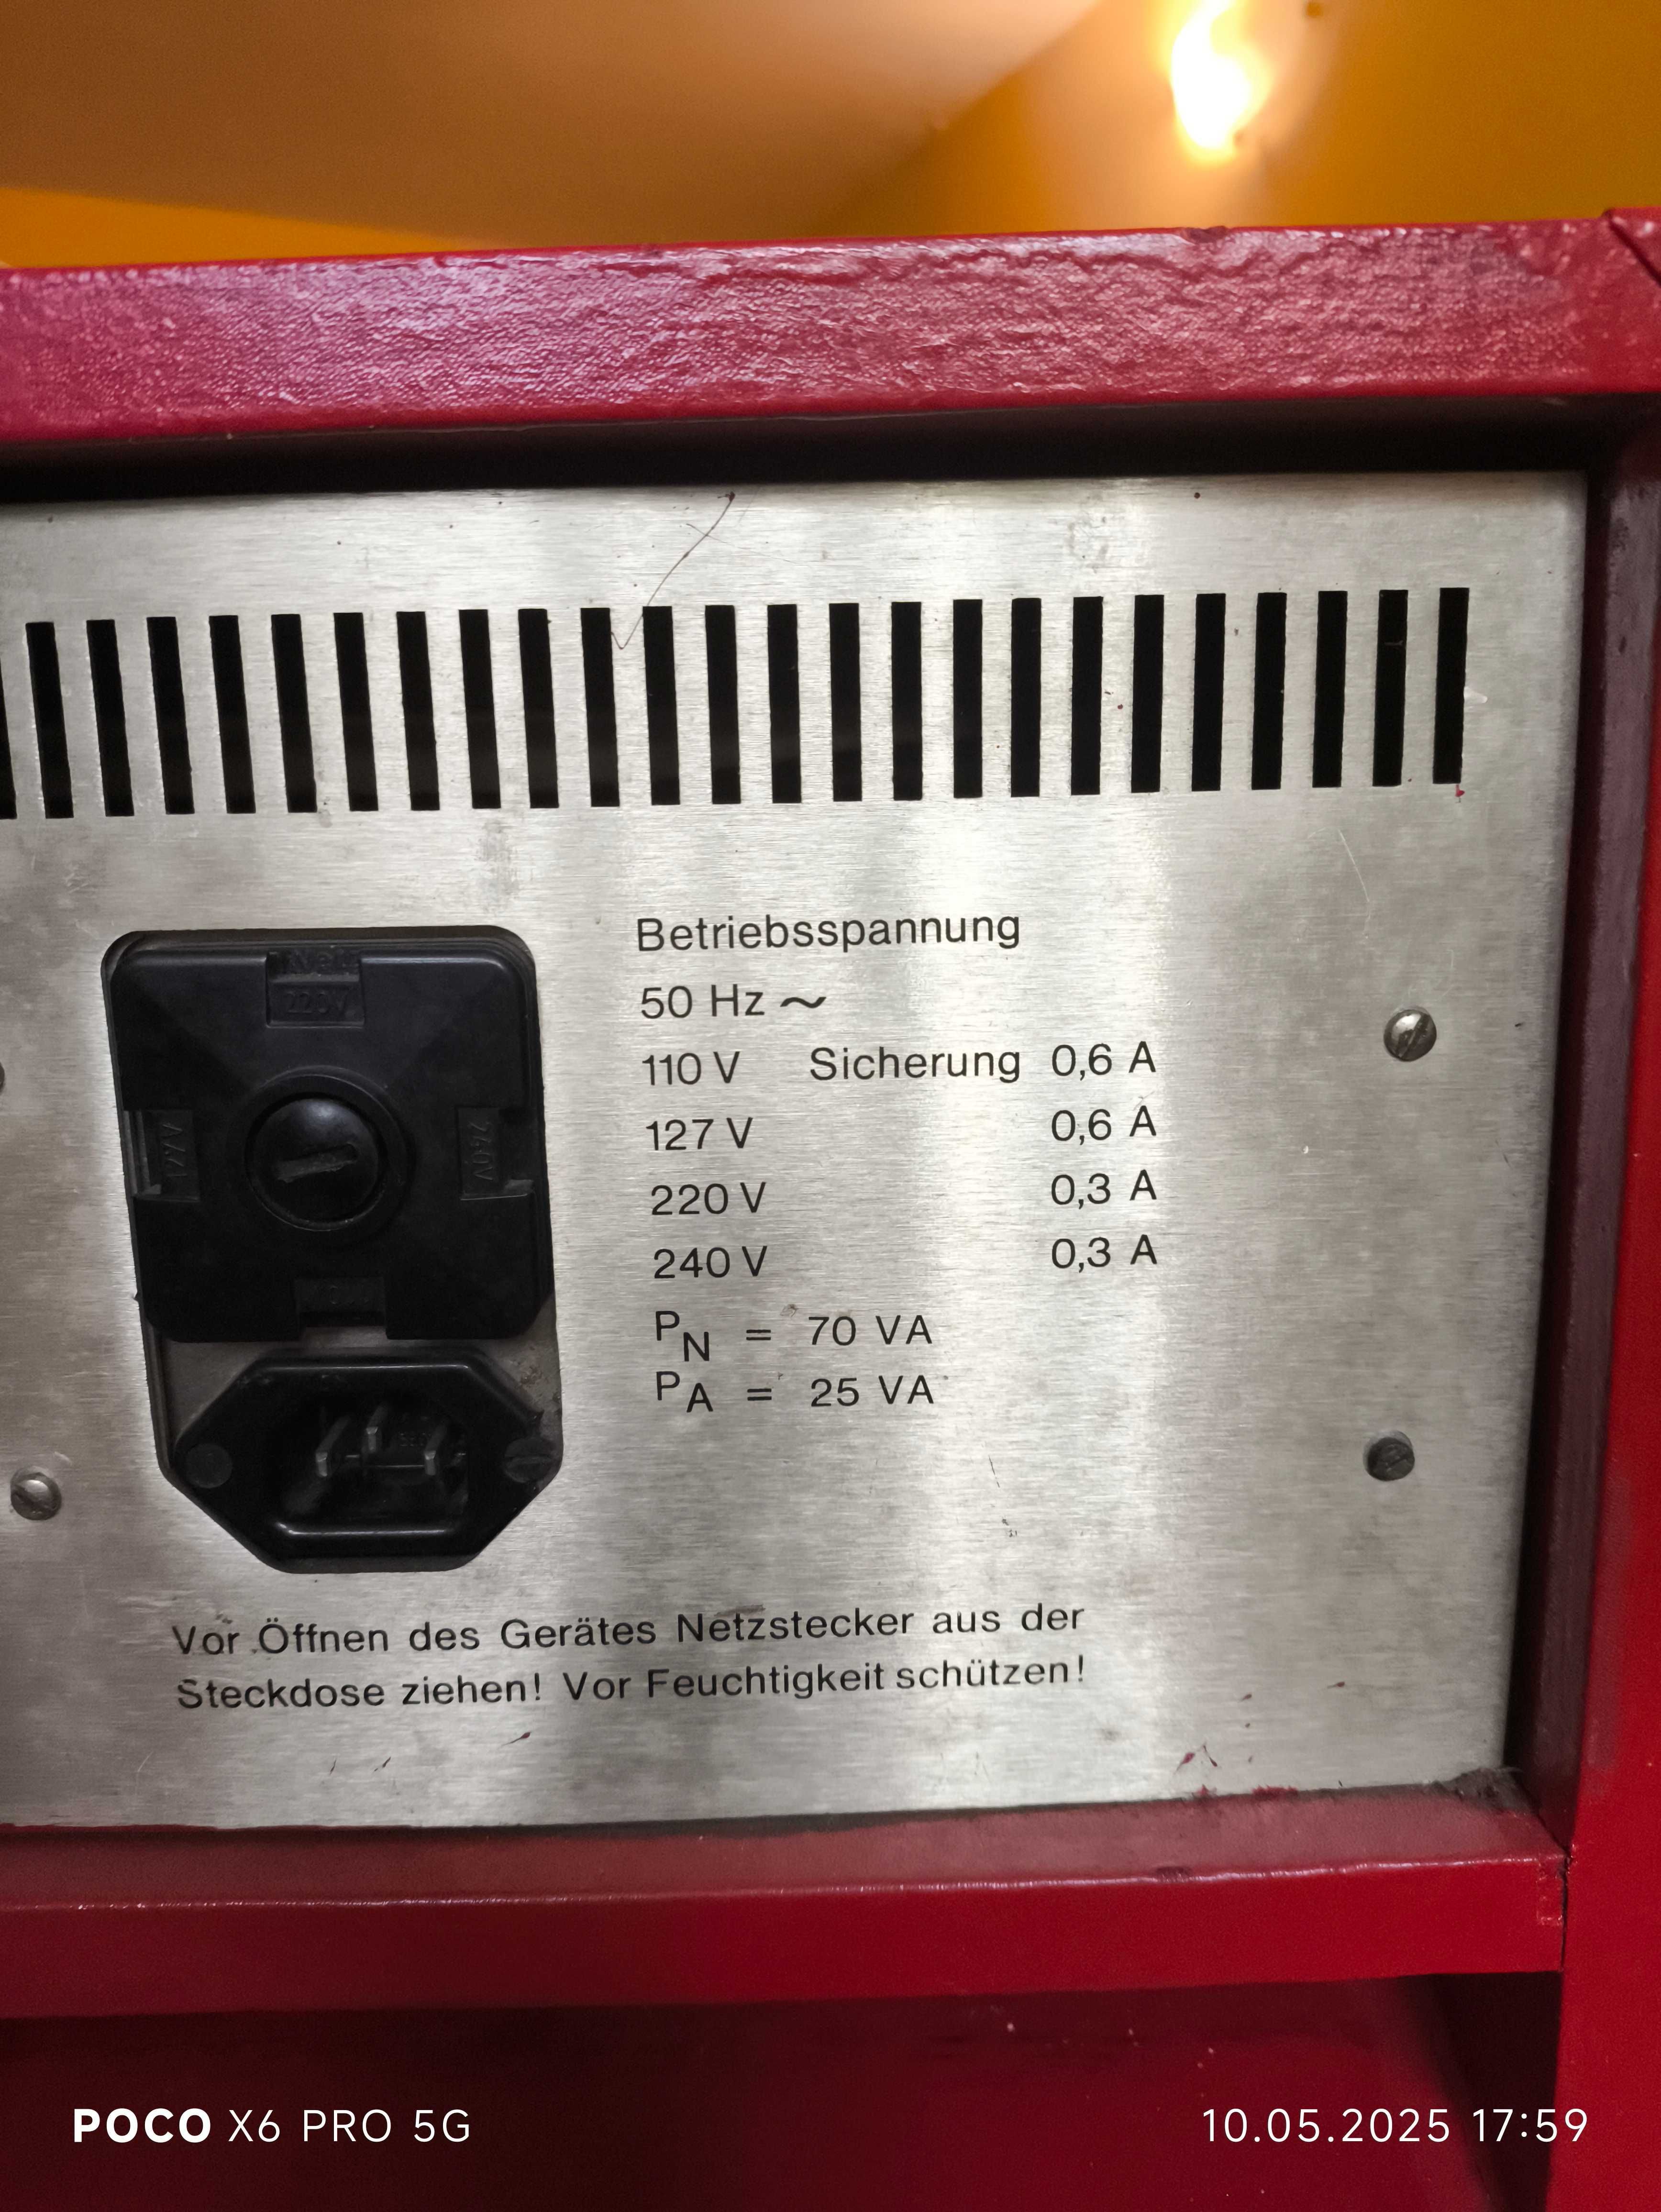 220V
240V
Betriebsspannung
50 Hz ~
110 V Sicherung 0,6 A
127 V 0,6 A
220 V 0,3 A
240 V 0,3 A
PN = 70 VA
PA = 25 VA
Vor Öffnen des Gerätes Netzstecker aus der
Steckdose ziehen! Vor Feuchtigkeit schützen!
POCO X6 PRO 5G
10.05.2025 17:59